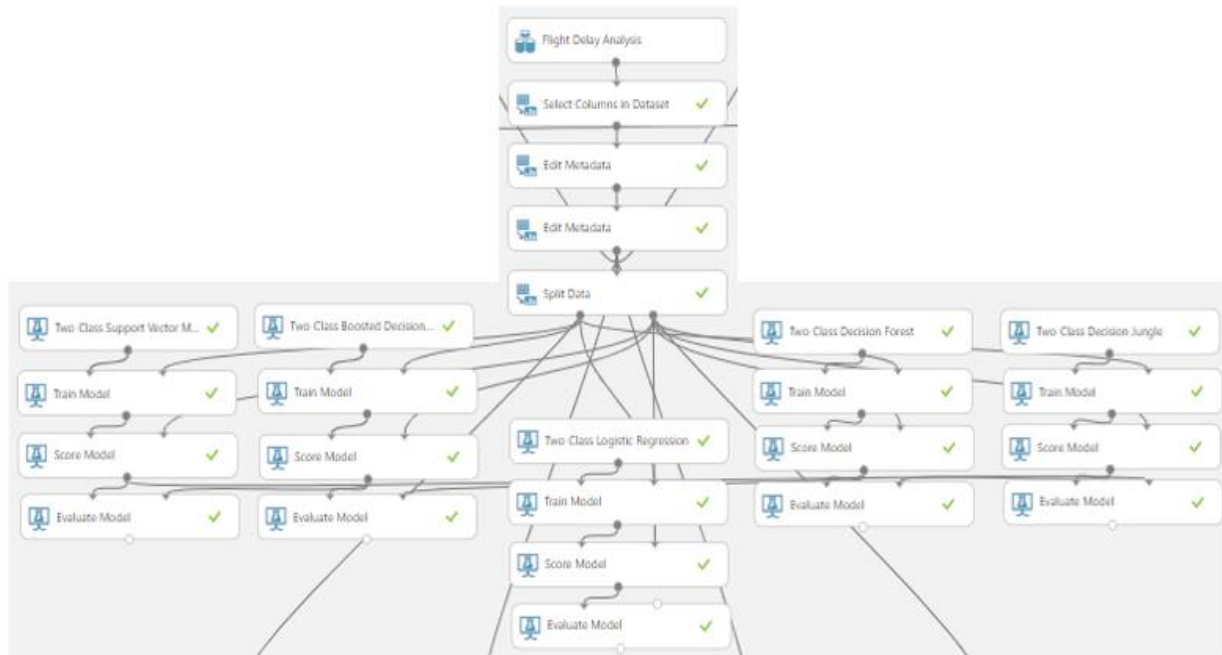 Flight Delay Analysis
Select Columns in Dataset
Edit Metadata
Edit Metadata
Split Data
Two-Class Support Vector M...
Train Model
Score Model
Evaluate Model
Two-Class Boosted Decision...
Train Model
Score Model
Evaluate Model
Two-Class Logistic Regression
Train Model
Score Model
Evaluate Model
Two-Class Decision Forest
Train Model
Score Model
Evaluate Model
Two-Class Decision Jungle
Train Model
Score Model
Evaluate Model